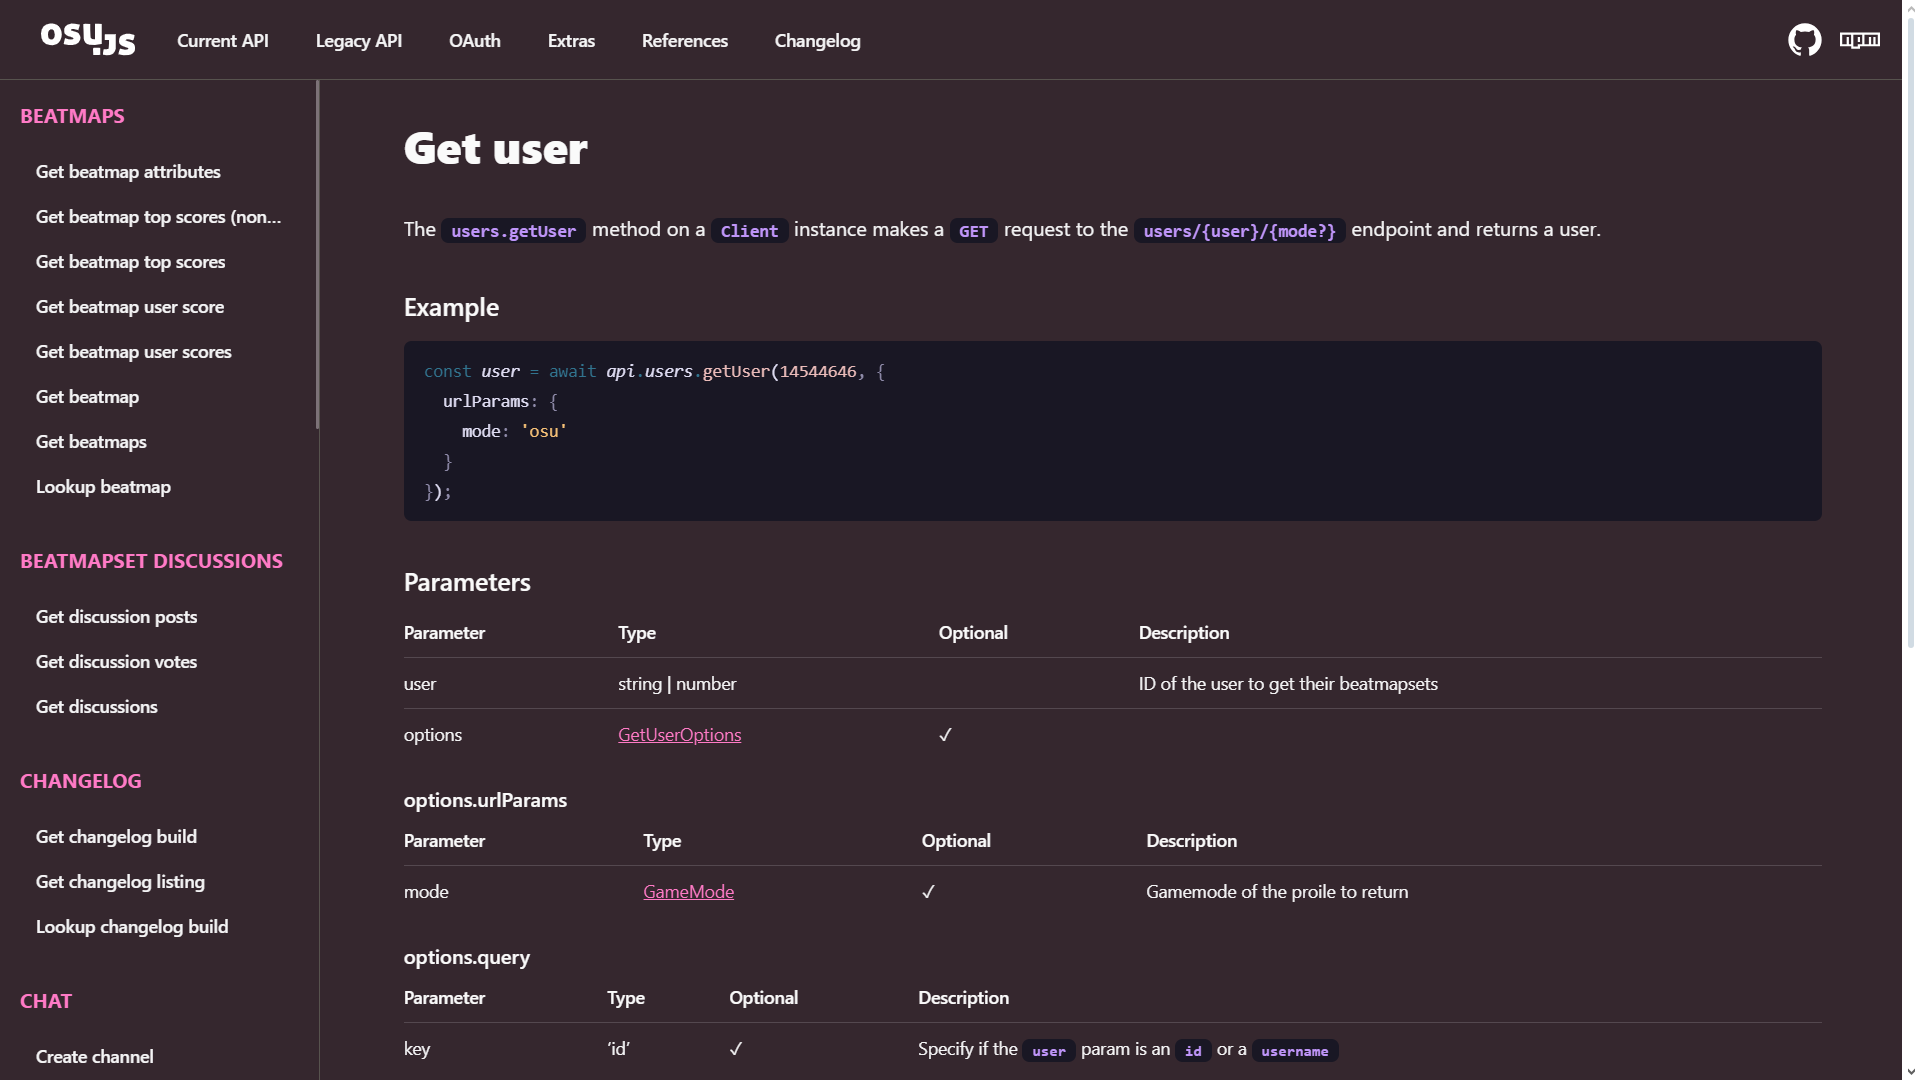 osu.JS
Current API
Legacy API
OAuth
Extras
References
Changelog
npm
BEATMAPS
Get beatmap attributes
Get beatmap top scores (non...
Get beatmap top scores
Get beatmap user score
Get beatmap user scores
Get beatmap
Get beatmaps
Lookup beatmap
BEATMAPSET DISCUSSIONS
Get discussion posts
Get discussion votes
Get discussions
CHANGELOG
Get changelog build
Get changelog listing
Lookup changelog build
CHAT
Create channel
Get user
The users.getUser method on a Client instance makes a GET request to the users/{user}/{mode?} endpoint and returns a user.
Example
const user = await api.users.getUser(14544646, {
urlParams: {
mode: 'osu'
}
});
Parameters
Parameter Type Optional Description
user string | number ID of the user to get their beatmapsets
options GetUserOptions ✓
options.urlParams
Parameter Type Optional Description
mode GameMode ✓ Gamemode of the proile to return
options.query
Parameter Type Optional Description
key 'id' ✓ Specify if the user param is an id or a username